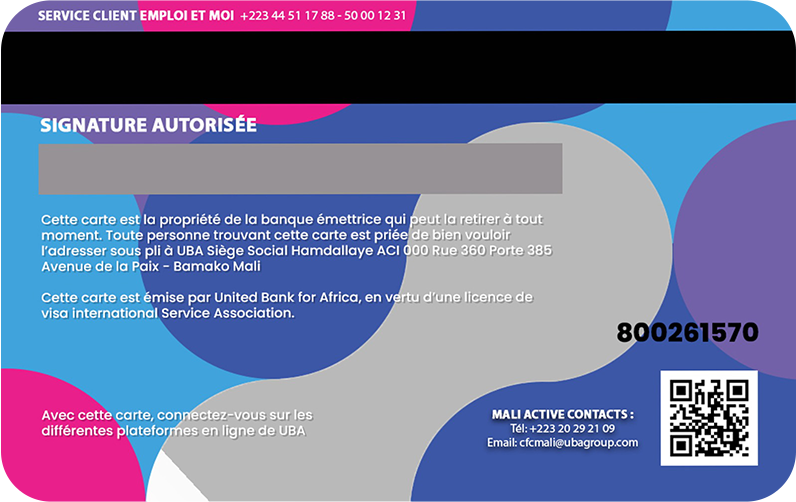 SERVICE CLIENT EMPLOI ET MOI +223 44 51 17 88 - 50 00 12 31
SIGNATURE AUTORISÉE
Cette carte est la propriété de la banque émettrice qui peut la retirer à tout
moment. Toute personne trouvant cette carte est priée de bien vouloir
l'adresser sous pli à UBA Siège Social Hamdallaye ACI 000 Rue 360 Porte 385
Avenue de la Paix - Bamako Mali
Cette carte est émise par United Bank for Africa, en vertu d'une licence de
visa international Service Association.
800261570
Avec cette carte, connectez-vous sur les
différentes plateformes en ligne de UBA
MALI ACTIVE CONTACTS :
Tél: +223 20 29 21 09
Email: cfcmali@ubagroup.com